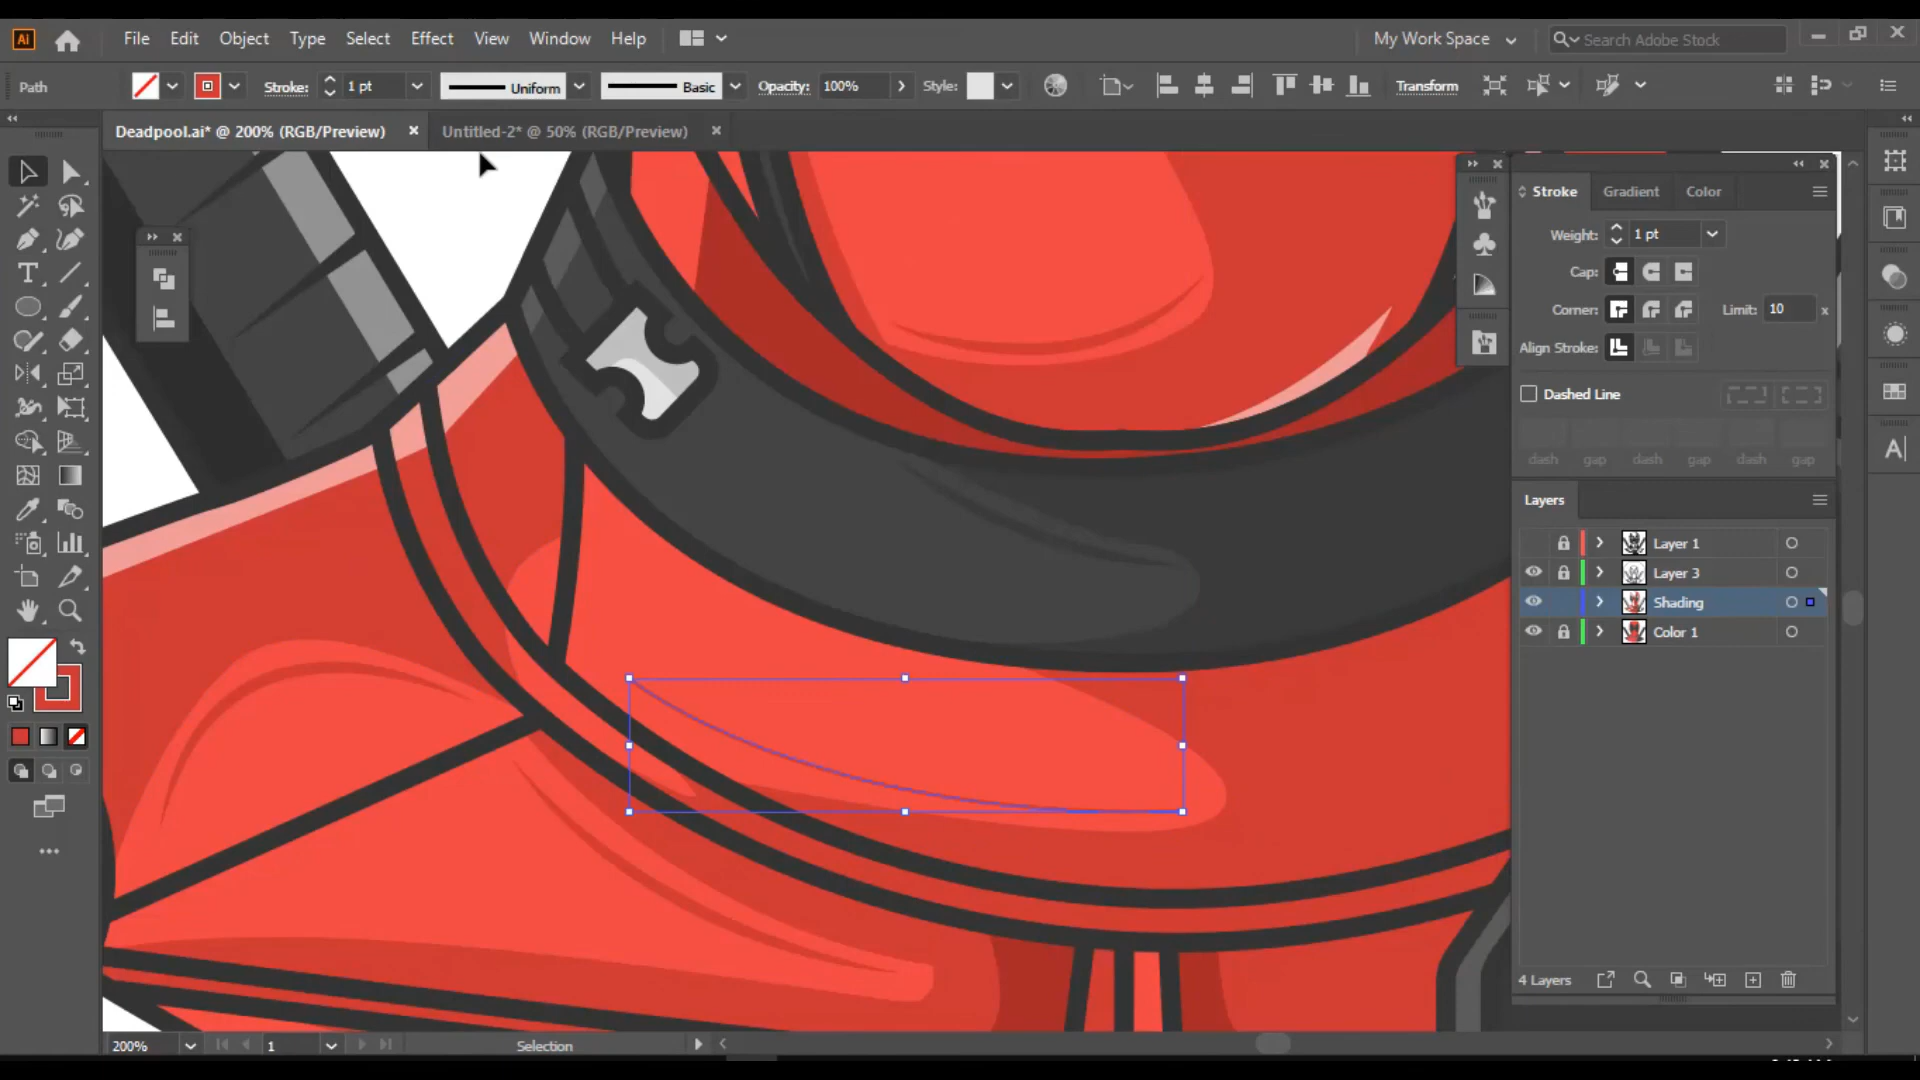 Ai File Edit Object Type Select Effect View Window Help My Work Space Search Adobe Stock
Path Stroke: 1 pt Uniform Basic Opacity: 100% Style: Transform
Deadpool.ai* @ 200% (RGB/Preview) Untitled-2* @ 50% (RGB/Preview)
Stroke Gradient Color
Weight: 1 pt
Cap:
Corner: Limit: 10 x
Align Stroke:
Dashed Line
dash gap dash gap dash gap
Layers
Layer 1
Layer 3
Shading
Color 1
4 Layers
200% 1 Selection